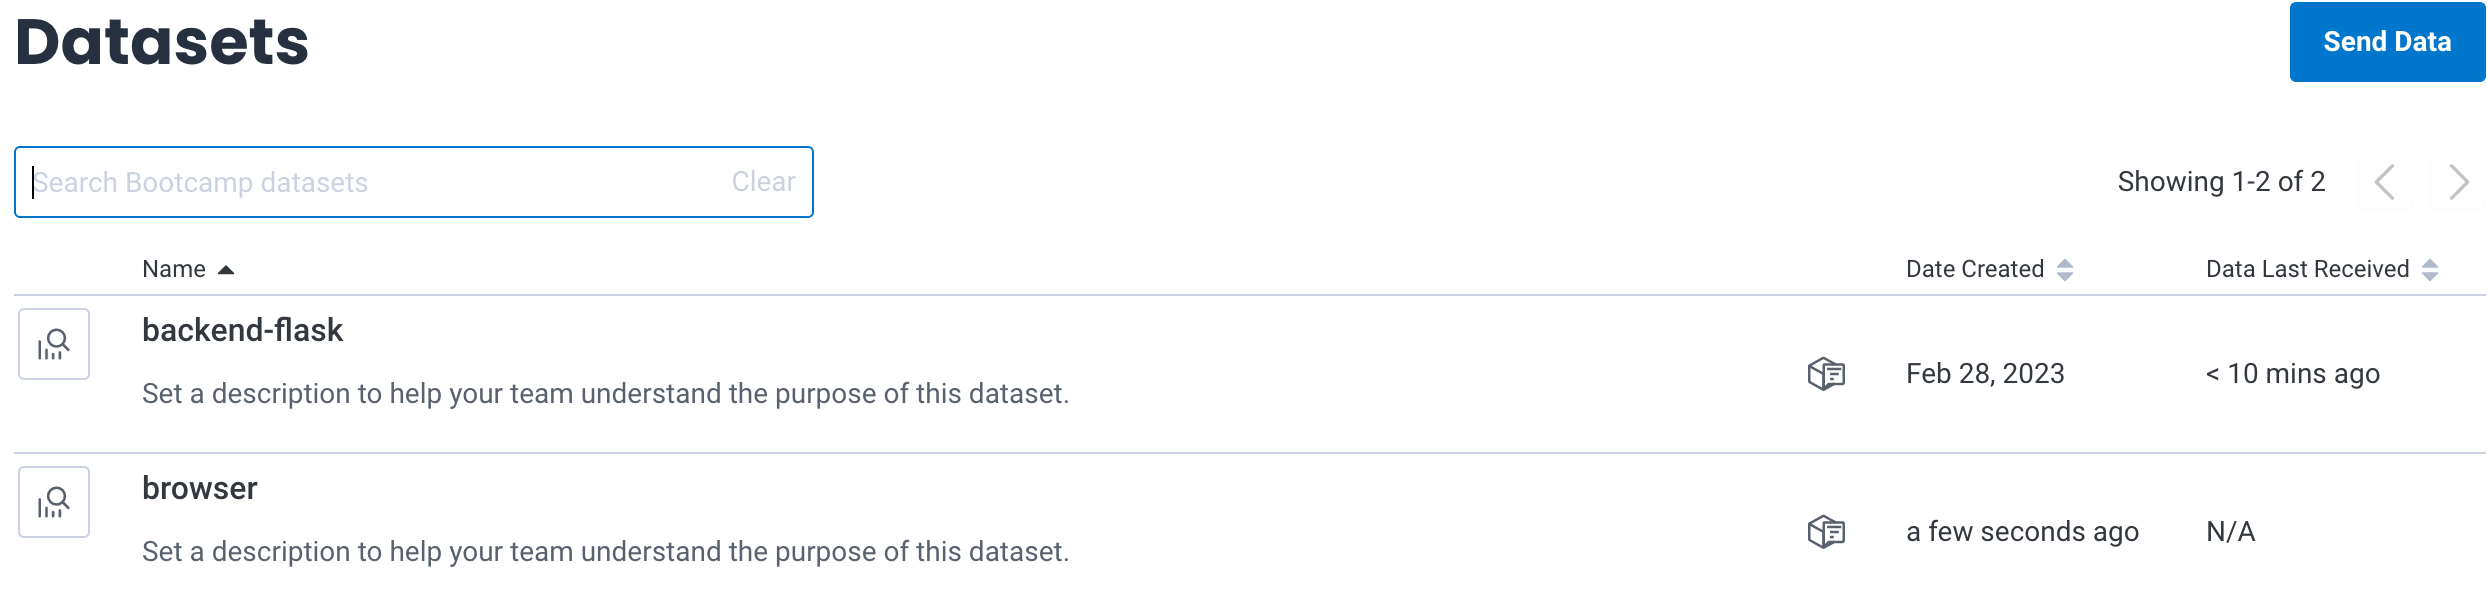 Datasets
Send Data
Search Bootcamp datasets Clear
Showing 1-2 of 2
Name Date Created Data Last Received
backend-flask
Set a description to help your team understand the purpose of this dataset.
Feb 28, 2023 < 10 mins ago
browser
Set a description to help your team understand the purpose of this dataset.
a few seconds ago N/A